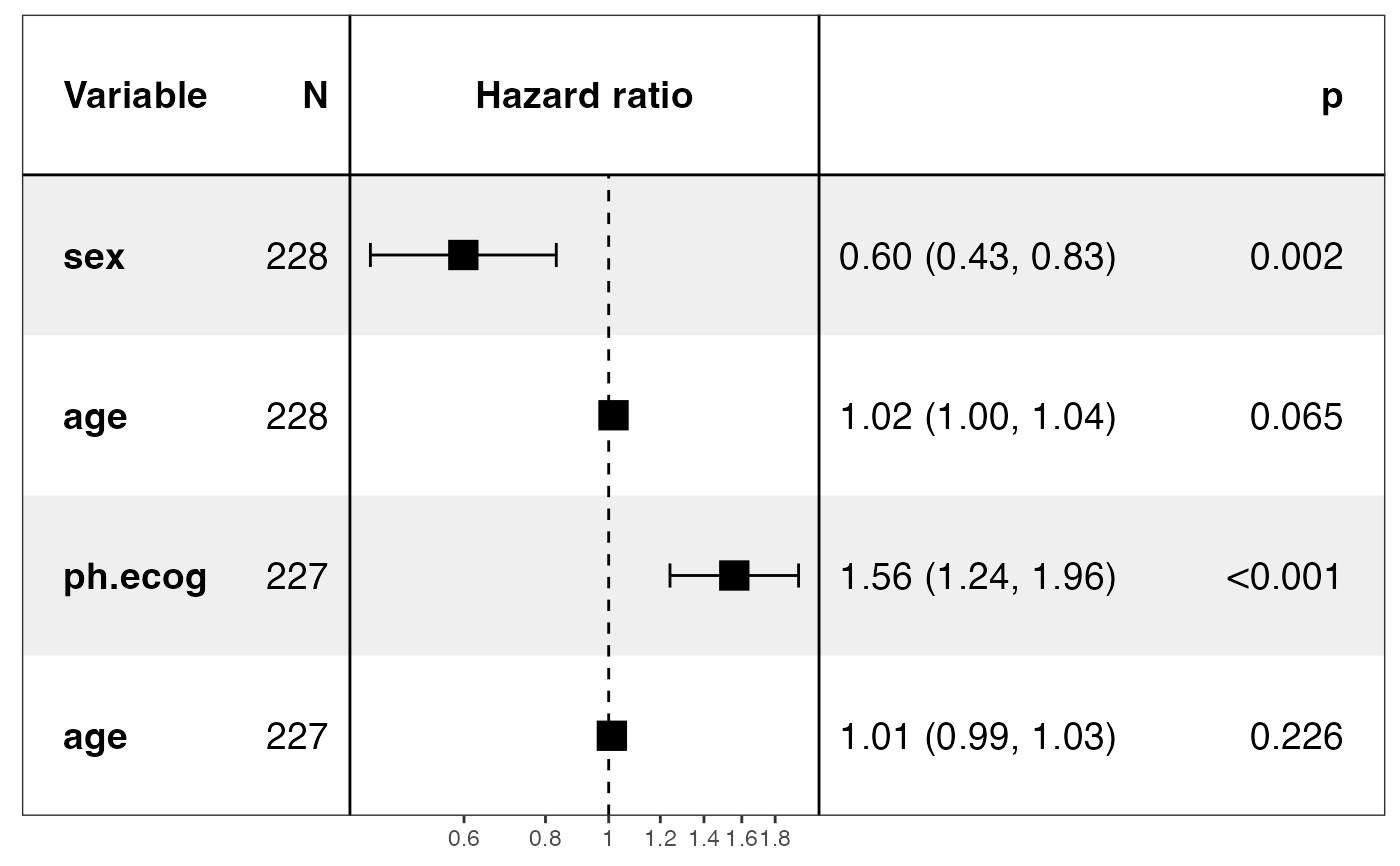 Variable N Hazard ratio p
sex 228 0.60 (0.43, 0.83) 0.002
age 228 1.02 (1.00, 1.04) 0.065
ph.ecog 227 1.56 (1.24, 1.96) <0.001
age 227 1.01 (0.99, 1.03) 0.226
0.6 0.8 1 1.2 1.4 1.6 1.8